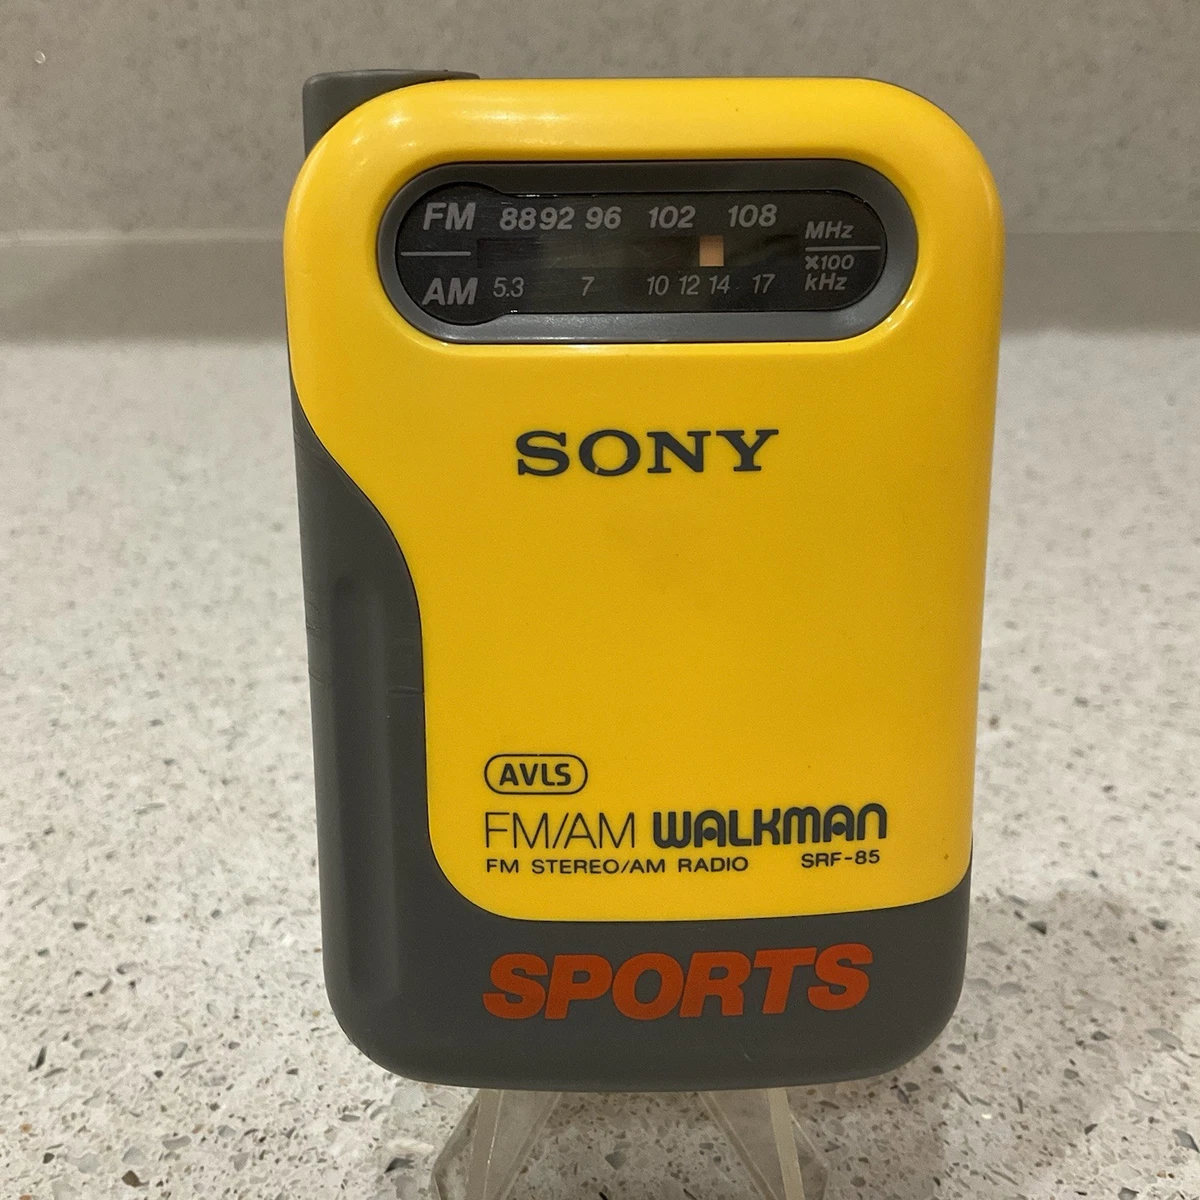 FM 88 92 96 102 108 MHz
AM 5.3 7 10 12 14 17 ×100 kHz
SONY
AVLS
FM/AM WALKMAN
FM STEREO/AM RADIO SRF-85
SPORTS